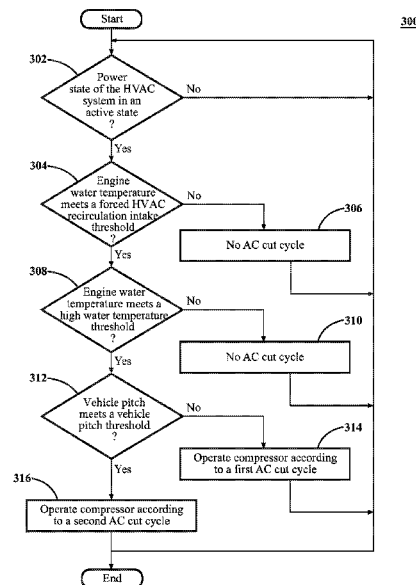 300
Start
302
Power
state of the HVAC
system in an
active state
?
No
Yes
304
Engine
water temperature
meets a forced HVAC
recirculation intake
threshold
?
No
306
No AC cut cycle
Yes
308
Engine water
temperature meets a
high water temperature
threshold
?
No
310
No AC cut cycle
Yes
312
Vehicle pitch
meets a vehicle
pitch threshold
?
No
314
Operate compressor according
to a first AC cut cycle
Yes
316
Operate compressor according
to a second AC cut cycle
End